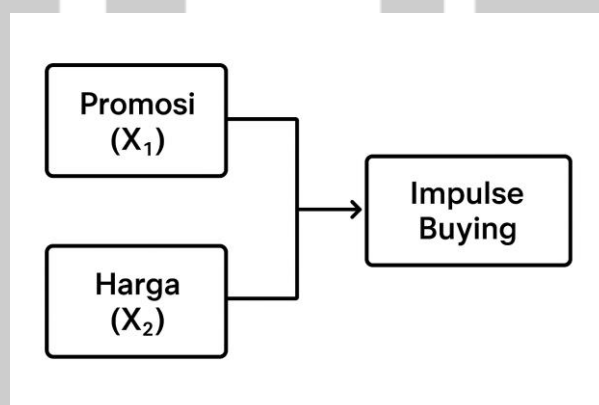 Promosi
(X₁)
Harga
(X₂)
Impulse
Buying